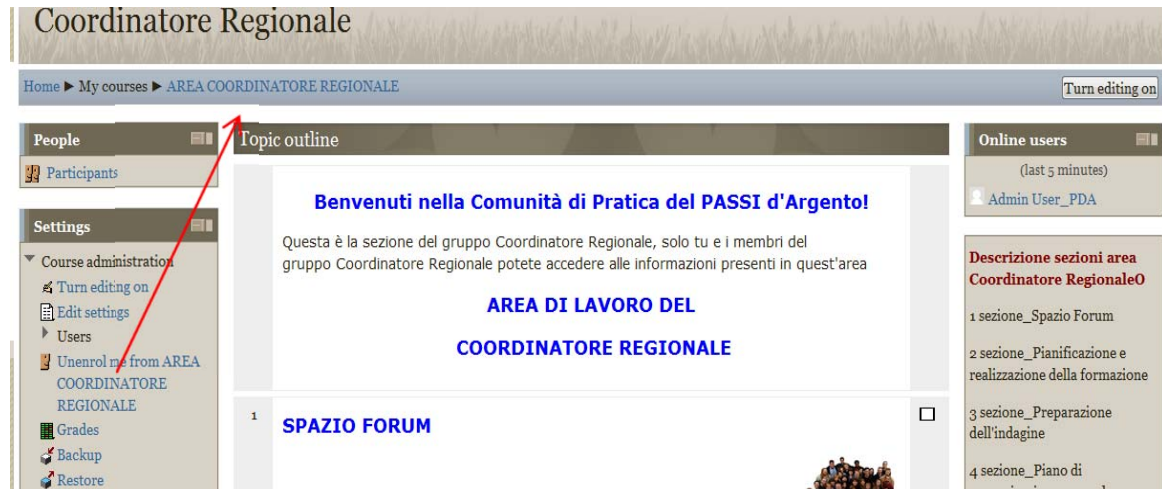 Coordinatore Regionale
Home ▶ My courses ▶ AREA COORDINATORE REGIONALE
Turn editing on
People
Participants
Settings
Course administration
Turn editing on
Edit settings
Users
Unenrol me from AREA
COORDINATORE
REGIONALE
Grades
Backup
Restore
Topic outline
Benvenuti nella Comunità di Pratica del PASSI d'Argento!
Questa è la sezione del gruppo Coordinatore Regionale, solo tu e i membri del
gruppo Coordinatore Regionale potete accedere alle informazioni presenti in quest'area
AREA DI LAVORO DEL
COORDINATORE REGIONALE
1
SPAZIO FORUM
Online users
(last 5 minutes)
Admin User_PDA
Descrizione sezioni area
Coordinatore RegionaleO
1 sezione_Spazio Forum
2 sezione_Pianificazione e
realizzazione della formazione
3 sezione_Preparazione
dell'indagine
4 sezione_Piano di